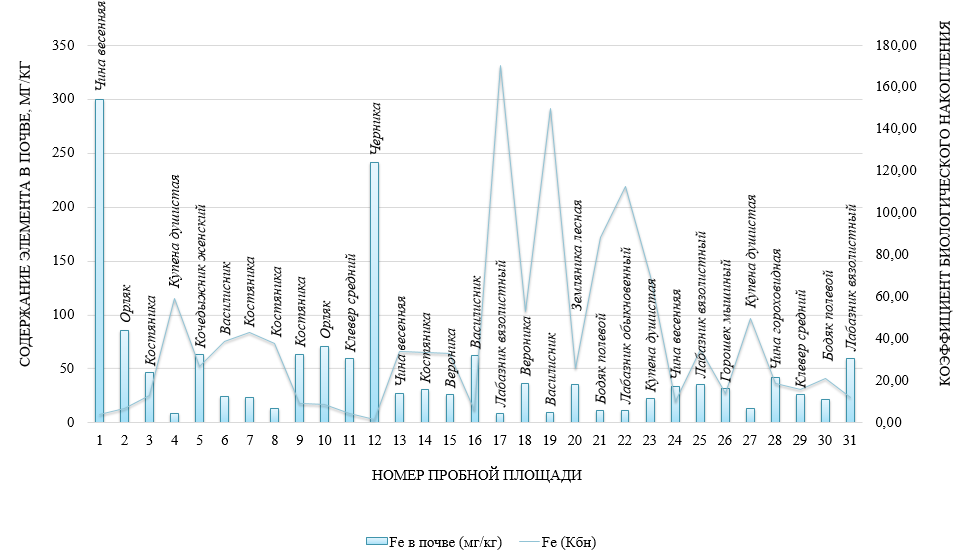 СОДЕРЖАНИЕ ЭЛЕМЕНТА В ПОЧВЕ, МГ/КГ
350
300
250
200
150
100
50
0
Чина весенняя
Орляк
Костяника
Купена душистая
Кочедыжник женский
Василисник
Костяника
Костяника
Костяника
Орляк
Клевер средний
Черника
Чина весенняя
Костяника
Вероника
Василисник
Лабазник вязолистный
Вероника
Василисник
Земляника лесная
Бодяк полевой
Лабазник обыкновенный
Купена душистая
Чина весенняя
Лабазник вязолистный
Горошек мышиный
Купена душистая
Чина гороховидная
Клевер средний
Бодяк полевой
Лабазник вязолистный
180,00
160,00
140,00
120,00
100,00
80,00
60,00
40,00
20,00
0,00
КОЭФФИЦИЕНТ БИОЛОГИЧЕСКОГО НАКОПЛЕНИЯ
1 2 3 4 5 6 7 8 9 10 11 12 13 14 15 16 17 18 19 20 21 22 23 24 25 26 27 28 29 30 31
НОМЕР ПРОБНОЙ ПЛОЩАДИ
Fe в почве (мг/кг) Fe (Кбн)